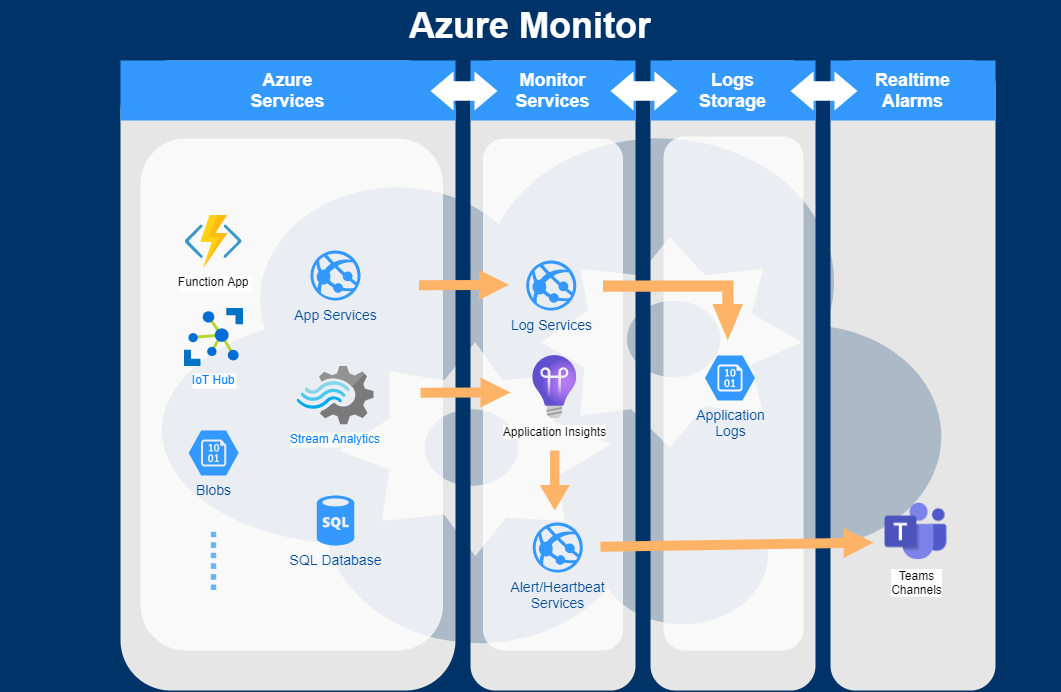 Azure Monitor
Azure
Services
Monitor
Services
Logs
Storage
Realtime
Alarms
Function App
App Services
IoT Hub
Stream Analytics
10
01
Blobs
SQL
SQL Database
Log Services
Application Insights
Alert/Heartbeat
Services
10
01
Application
Logs
T
Teams
Channels